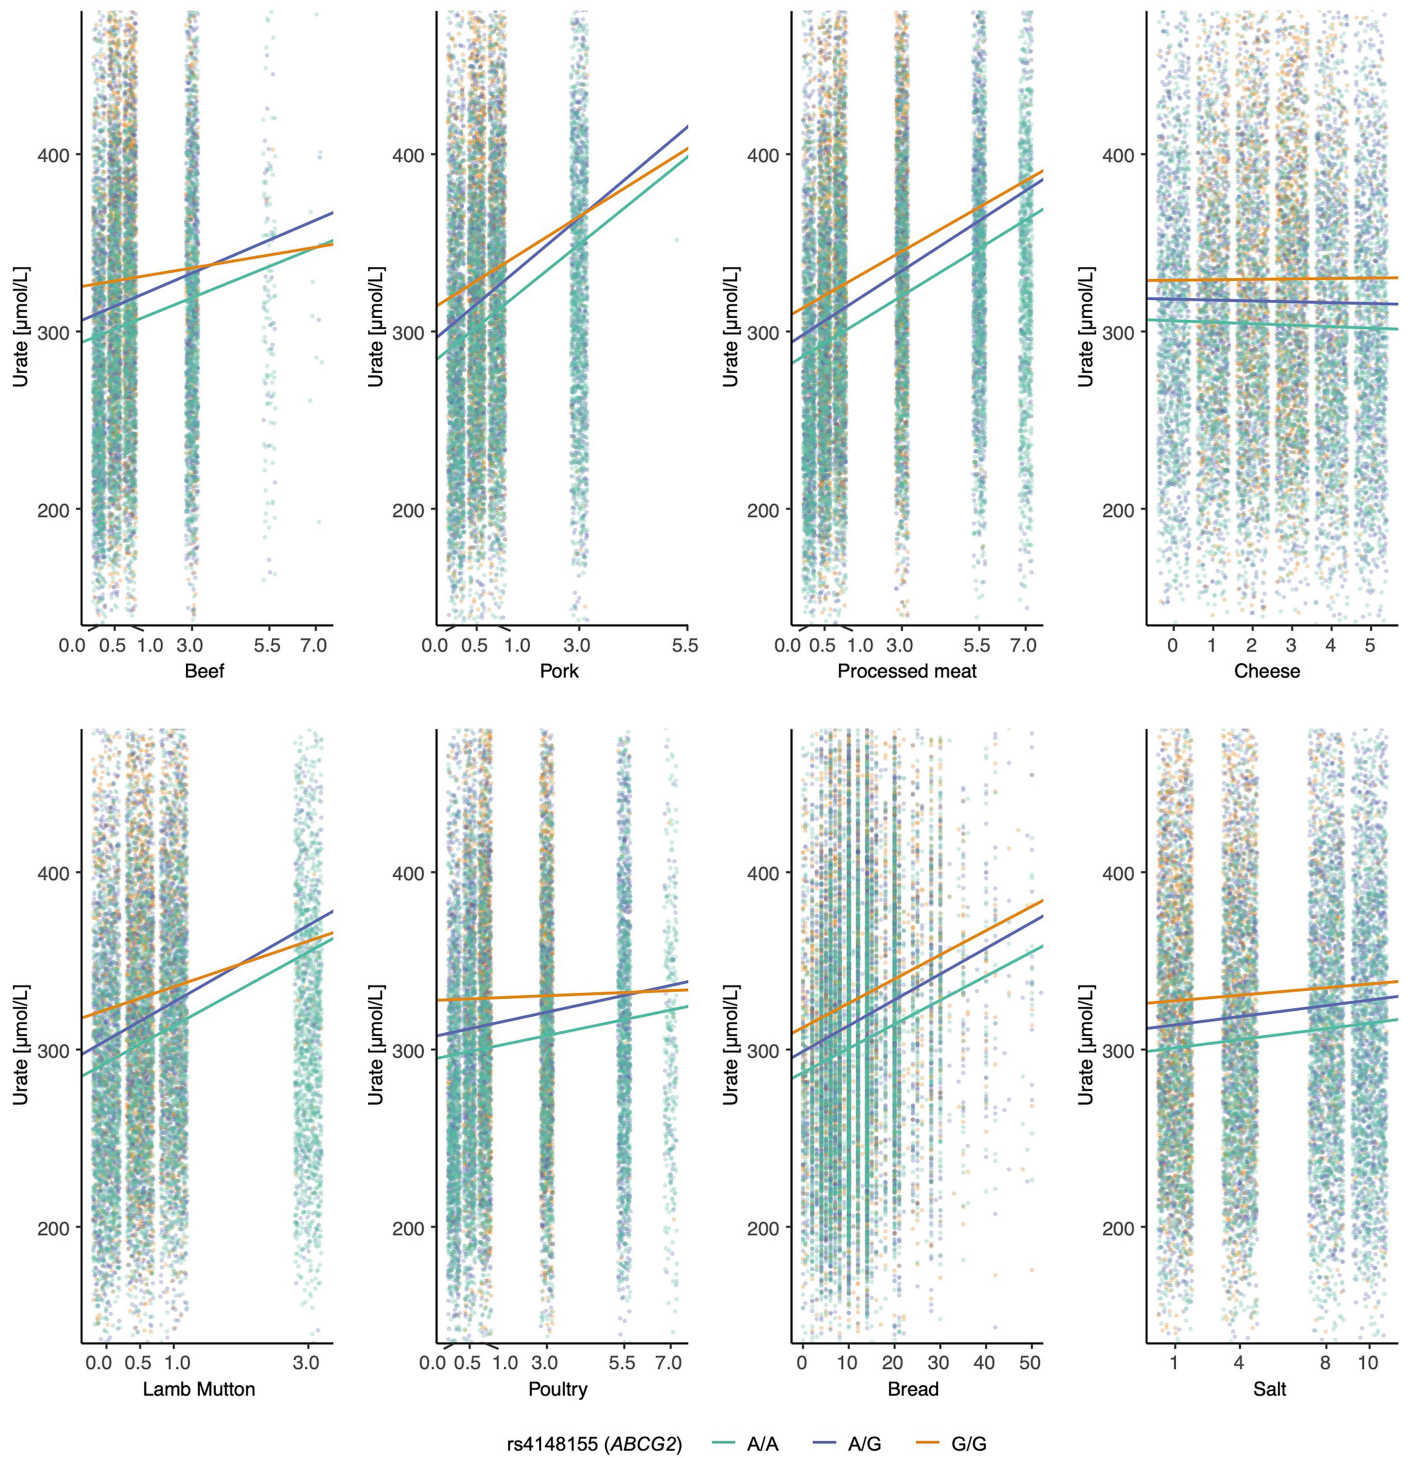 400
300
200
Urate [µmol/L]
0.0 0.5 1.0 3.0 5.5 7.0
Beef
400
300
200
Urate [µmol/L]
0.0 0.5 1.0 3.0 5.5
Pork
400
300
200
Urate [µmol/L]
0.0 0.5 1.0 3.0 5.5 7.0
Processed meat
400
300
200
Urate [µmol/L]
0 1 2 3 4 5
Cheese
400
300
200
Urate [µmol/L]
0.0 0.5 1.0 3.0
Lamb Mutton
400
300
200
Urate [µmol/L]
0.0 0.5 1.0 3.0 5.5 7.0
Poultry
400
300
200
Urate [µmol/L]
0 10 20 30 40 50
Bread
400
300
200
Urate [µmol/L]
1 4 8 10
Salt
rs4148155 (ABCG2) A/A A/G G/G